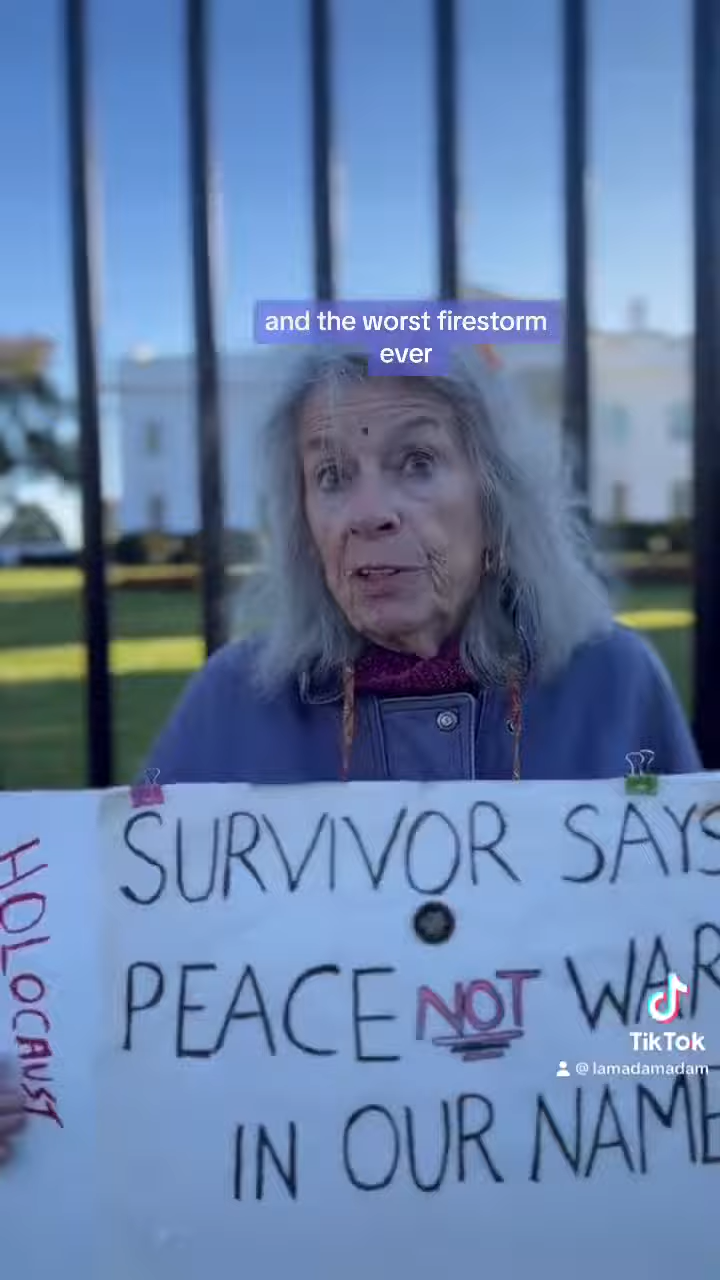 and the worst firestorm
ever
HOLOCAUST
SURVIVOR SAYS
PEACE NOT WAR
IN OUR NAME
TikTok
@lamadamadam